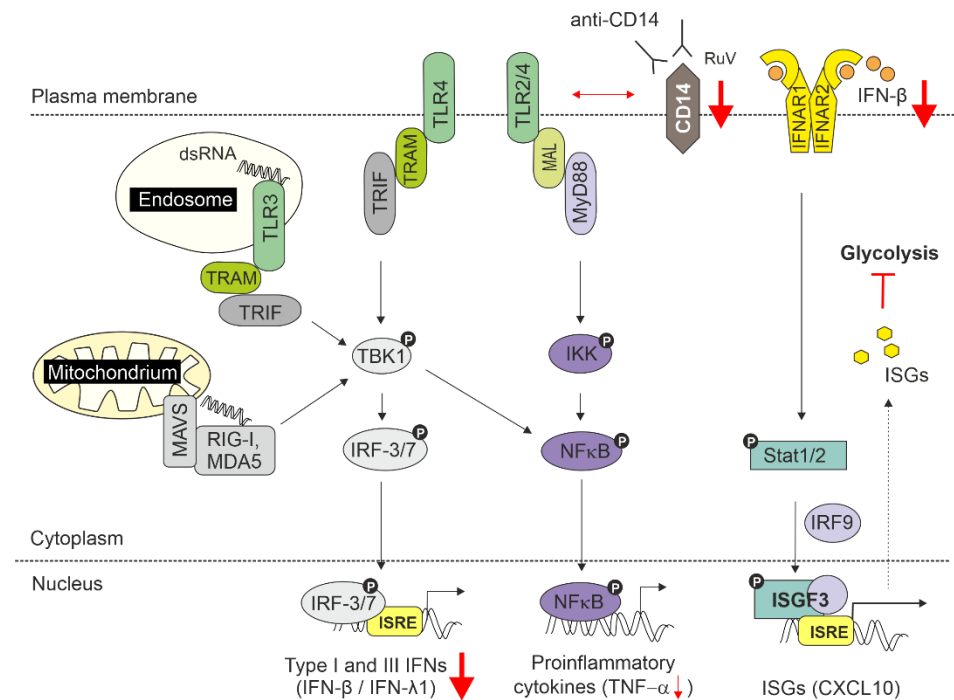 anti-CD14
RuV
Plasma membrane
TLR4
TLR2/4
CD14
IFNAR1
IFNAR2
IFN-β
dsRNA
TRAM
MAL
Endosome
TLR3
TRIF
MyD88
TRAM
TRIF
Glycolysis
P
TBK1
P
IKK
Mitochondrium
ISGs
MAVS
RIG-I,
MDA5
P
IRF-3/7
P
NFκB
P
Stat1/2
IRF9
Cytoplasm
Nucleus
P
IRF-3/7
ISRE
P
NFκB
P
ISGF3
ISRE
Type I and III IFNs
(IFN-β / IFN-λ1)
Proinflammatory
cytokines (TNF–α)
ISGs (CXCL10)